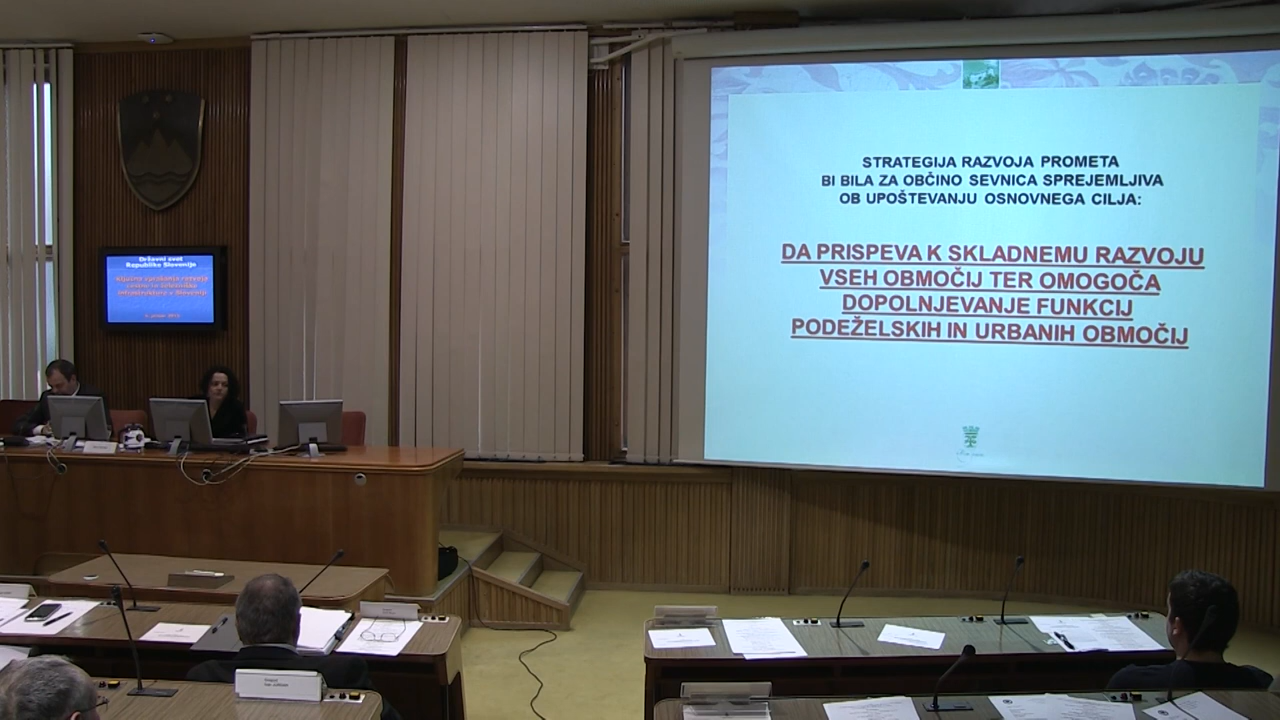 STRATEGIJA RAZVOJA PROMETA
BI BILA ZA OBČINO SEVNICA SPREJEMLJIVA
OB UPOŠTEVANJU OSNOVNEGA CILJA:
DA PRISPEVA K SKLADNEMU RAZVOJU
VSEH OBMOČIJ TER OMOGOČA
DOPOLNJEVANJE FUNKCIJ
PODEŽELSKIH IN URBANIH OBMOČIJ
Državni svet
Republike Slovenije